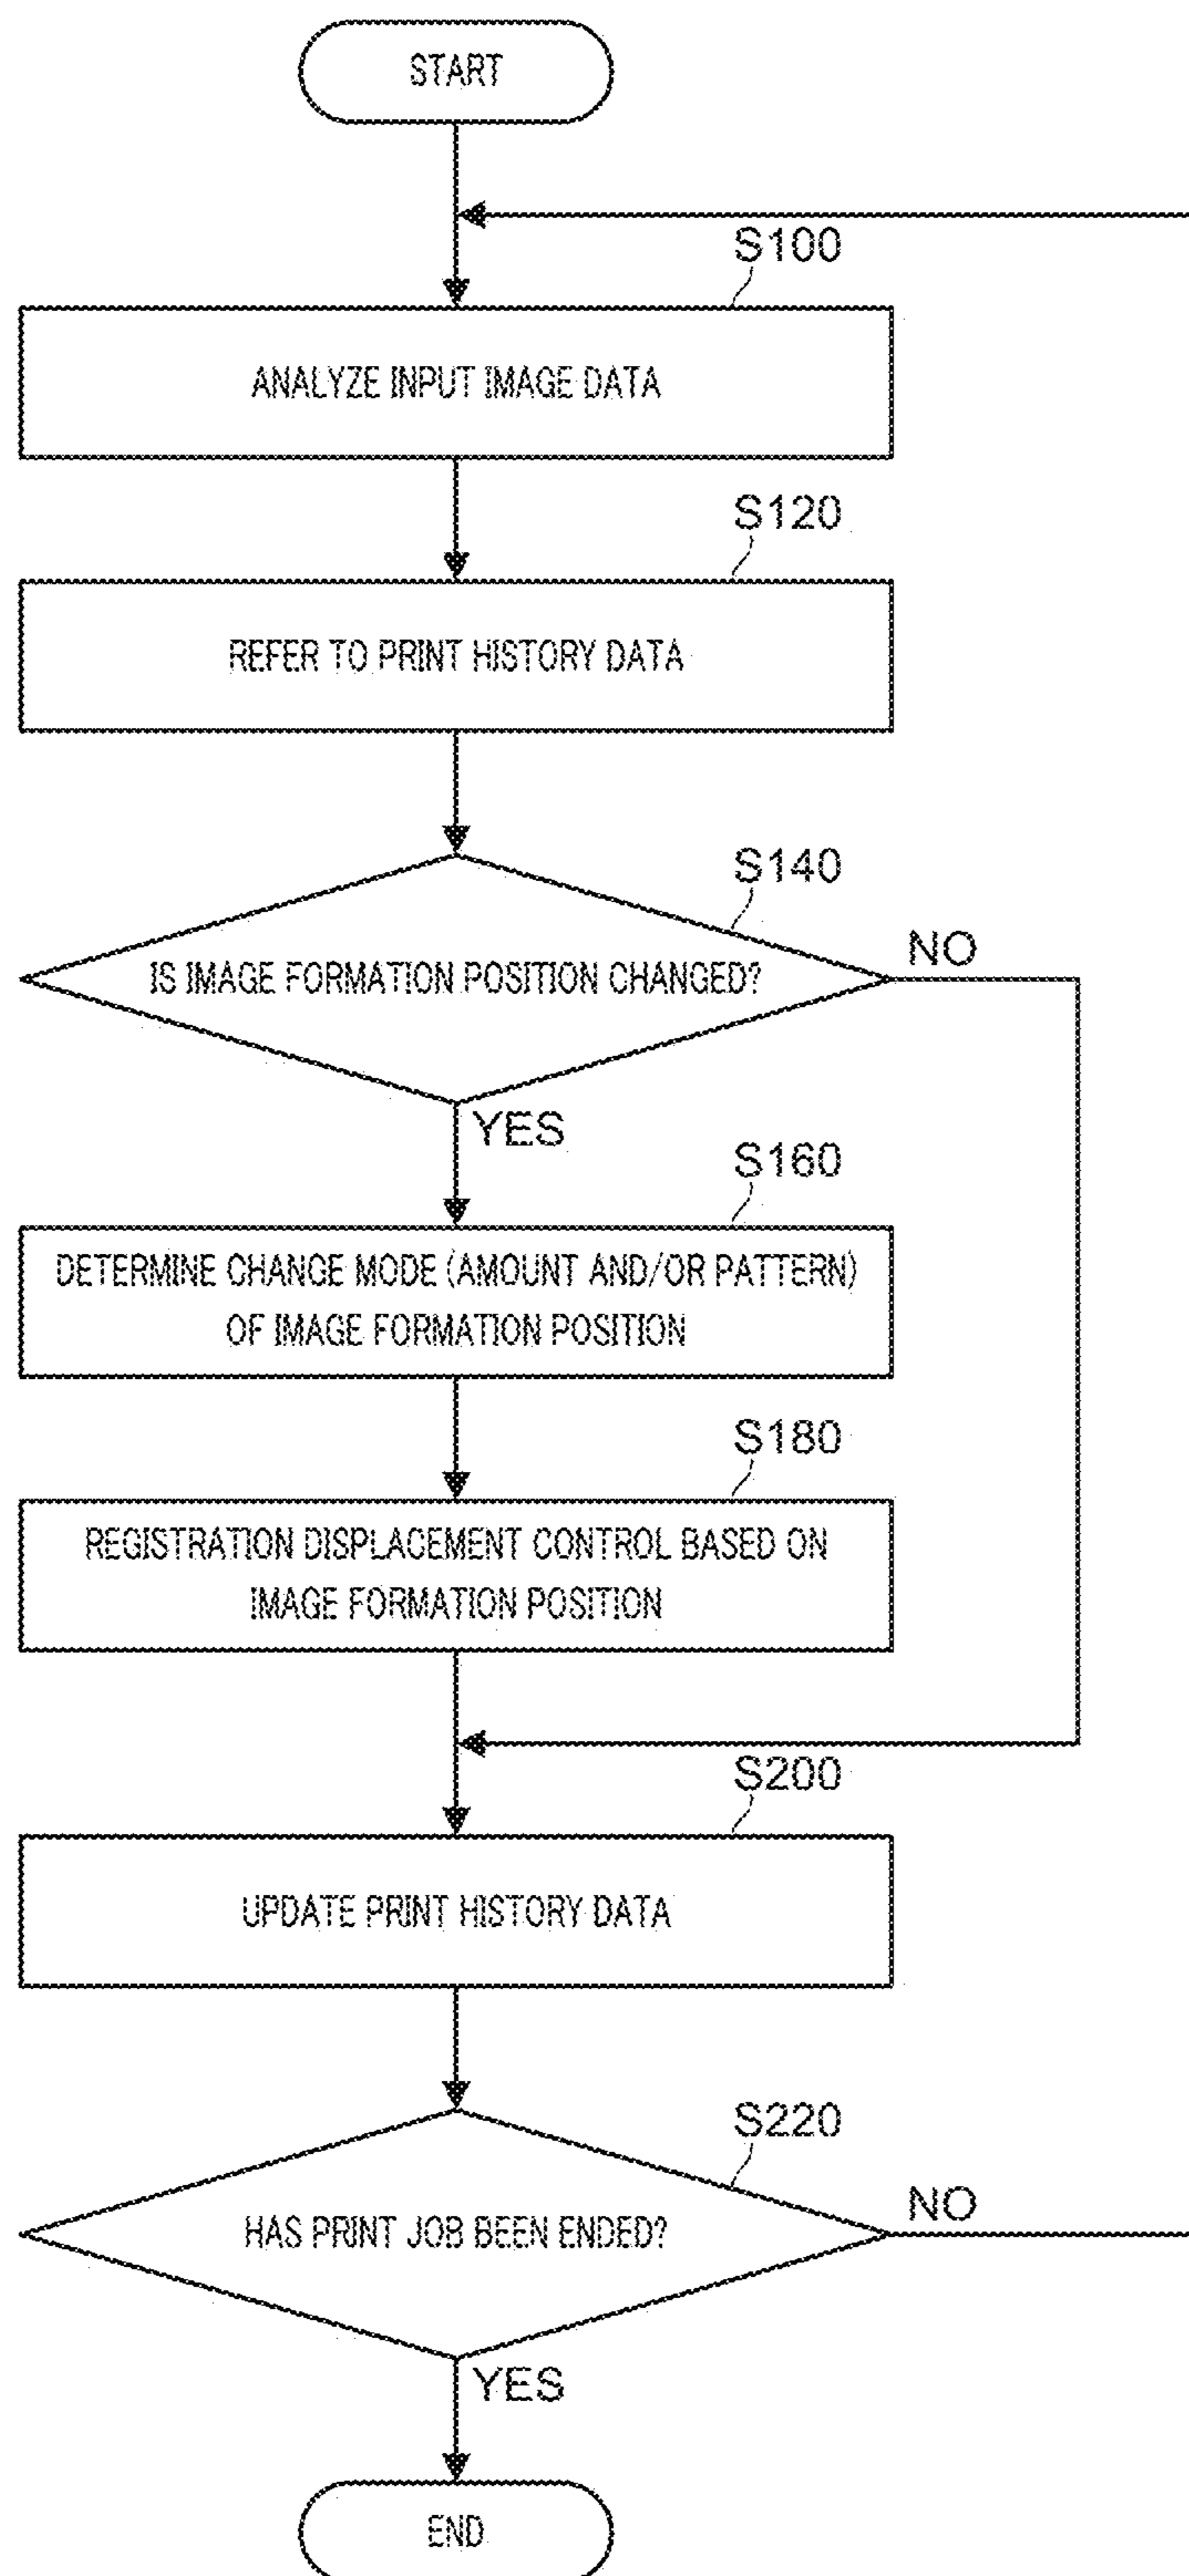 START
S100
ANALYZE INPUT IMAGE DATA
S120
REFER TO PRINT HISTORY DATA
S140
IS IMAGE FORMATION POSITION CHANGED?
NO
YES
S160
DETERMINE CHANGE MODE (AMOUNT AND/OR PATTERN)
OF IMAGE FORMATION POSITION
S180
REGISTRATION DISPLACEMENT CONTROL BASED ON
IMAGE FORMATION POSITION
S200
UPDATE PRINT HISTORY DATA
S220
HAS PRINT JOB BEEN ENDED?
NO
YES
END